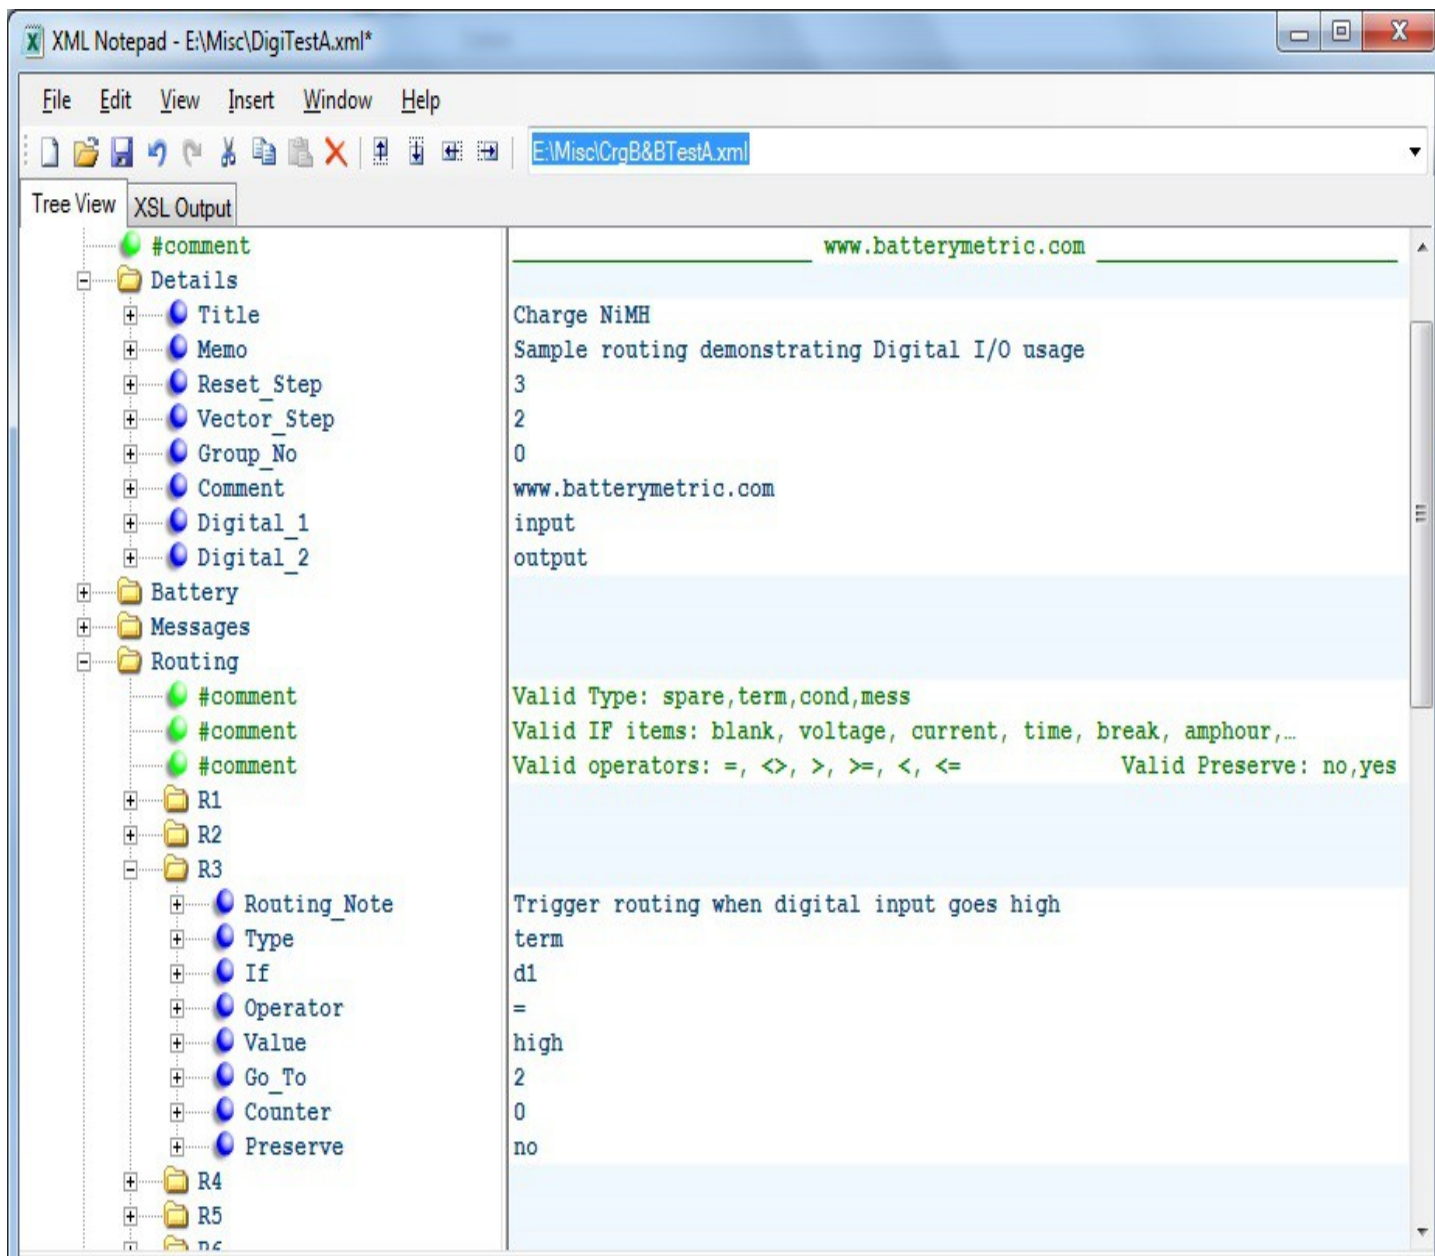 XML Notepad - E:\Misc\DigiTestA.xml*
File Edit View Insert Window Help
E:\Misc\CrgB&BTestA.xml
Tree View XSL Output
#comment www.batterymetric.com
Details
Title Charge NiMH
Memo Sample routing demonstrating Digital I/O usage
Reset_Step 3
Vector_Step 2
Group_No 0
Comment www.batterymetric.com
Digital_1 input
Digital_2 output
Battery
Messages
Routing
#comment Valid Type: spare,term,cond,mess
#comment Valid IF items: blank, voltage, current, time, break, amphour,…
#comment Valid operators: =, <>, >, >=, <, <= Valid Preserve: no,yes
R1
R2
R3
Routing_Note Trigger routing when digital input goes high
Type term
If d1
Operator =
Value high
Go_To 2
Counter 0
Preserve no
R4
R5